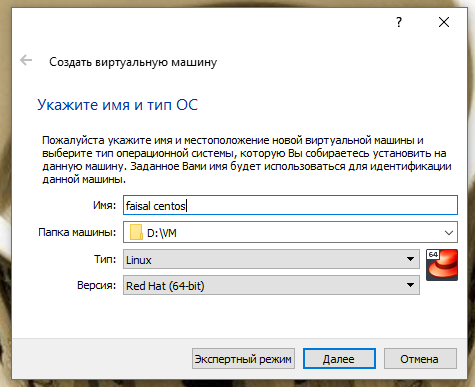 ?
Создать виртуальную машину
Укажите имя и тип ОС
Пожалуйста укажите имя и местоположение новой виртуальной машины и
выберите тип операционной системы, которую Вы собираетесь установить на
данную машину. Заданное Вами имя будет использоваться для идентификации
данной машины.
Имя: faisal centos
Папка машины: D:\VM
Тип: Linux
64
Версия: Red Hat (64-bit)
Экспертный режим Далее Отмена